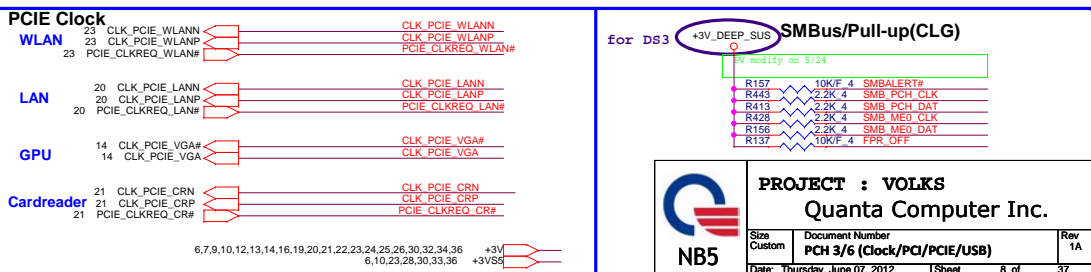 PCIE Clock
WLAN
23 CLK_PCIE_WLANN CLK_PCIE_WLANN
23 CLK_PCIE_WLANP CLK_PCIE_WLANP
23 PCIE_CLKREQ_WLAN# PCIE_CLKREQ_WLAN#
LAN
20 CLK_PCIE_LANN CLK_PCIE_LANN
20 CLK_PCIE_LANP CLK_PCIE_LANP
20 PCIE_CLKREQ_LAN# PCIE_CLKREQ_LAN#
GPU
14 CLK_PCIE_VGA# CLK_PCIE_VGA#
14 CLK_PCIE_VGA CLK_PCIE_VGA
Cardreader
21 CLK_PCIE_CRN CLK_PCIE_CRN
21 CLK_PCIE_CRP CLK_PCIE_CRP
21 PCIE_CLKREQ_CR# PCIE_CLKREQ_CR#
6,7,9,10,12,13,14,16,19,20,21,22,23,24,25,26,30,32,34,36 +3V
6,10,23,28,30,33,36 +3VS5
for DS3 +3V_DEEP_SUS SMBus/Pull-up(CLG)
PV modify on 5/24
R157 10K/F_4 SMBALERT#
R443 2.2K_4 SMB_PCH_CLK
R413 2.2K_4 SMB_PCH_DAT
R428 2.2K_4 SMB_ME0_CLK
R156 2.2K_4 SMB_ME0_DAT
R137 10K/F_4 FPR_OFF
NB5
PROJECT : VOLKS
Quanta Computer Inc.
Size Document Number Rev
Custom PCH 3/6 (Clock/PCI/PCIE/USB) 1A
Date: Thursday, June 07, 2012 Sheet 8 of 37